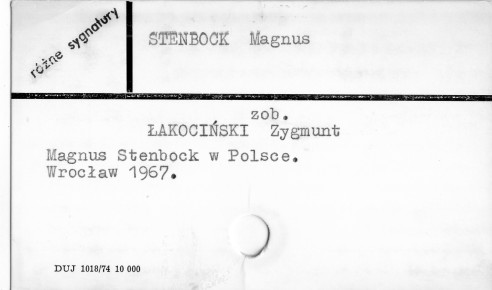 różne sygnatury
STENBOCK Magnus
zob.
ŁAKOCIŃSKI Zygmunt
Magnus Stenbock w Polsce.
Wrocław 1967.
DUJ 1018/74 10 000